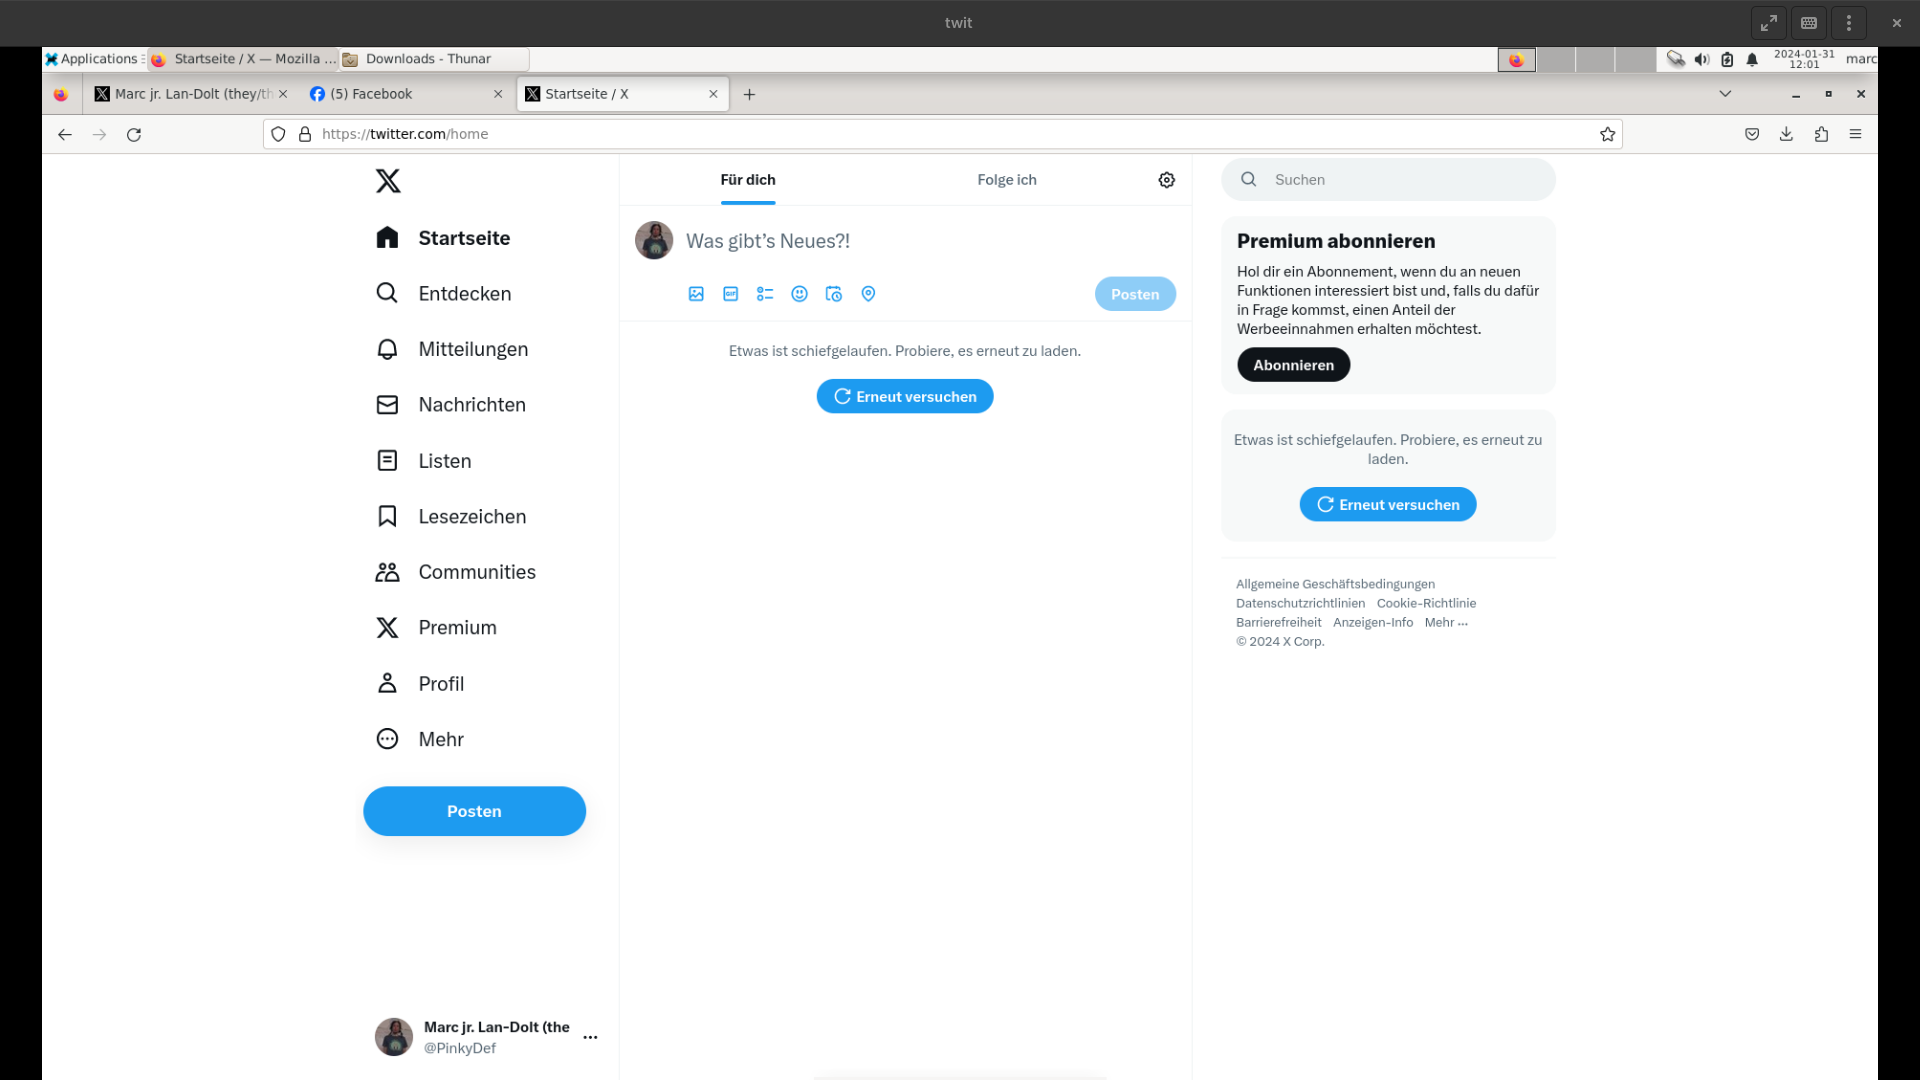 twit
Applications
Startseite / X — Mozilla ...
Downloads - Thunar
2024-01-31
12:01
marc
Marc jr. Lan-Dolt (they/th
(5) Facebook
Startseite / X
https://twitter.com/home
Startseite
Entdecken
Mitteilungen
Nachrichten
Listen
Lesezeichen
Communities
Premium
Profil
Mehr
Posten
Marc jr. Lan-Dolt (the
@PinkyDef
Für dich
Folge ich
Was gibt’s Neues?!
GIF
Posten
Etwas ist schiefgelaufen. Probiere, es erneut zu laden.
Erneut versuchen
Suchen
Premium abonnieren
Hol dir ein Abonnement, wenn du an neuen
Funktionen interessiert bist und, falls du dafür
in Frage kommst, einen Anteil der
Werbeeinnahmen erhalten möchtest.
Abonnieren
Etwas ist schiefgelaufen. Probiere, es erneut zu
laden.
Erneut versuchen
Allgemeine Geschäftsbedingungen
Datenschutzrichtlinien Cookie-Richtlinie
Barrierefreiheit Anzeigen-Info Mehr ...
© 2024 X Corp.